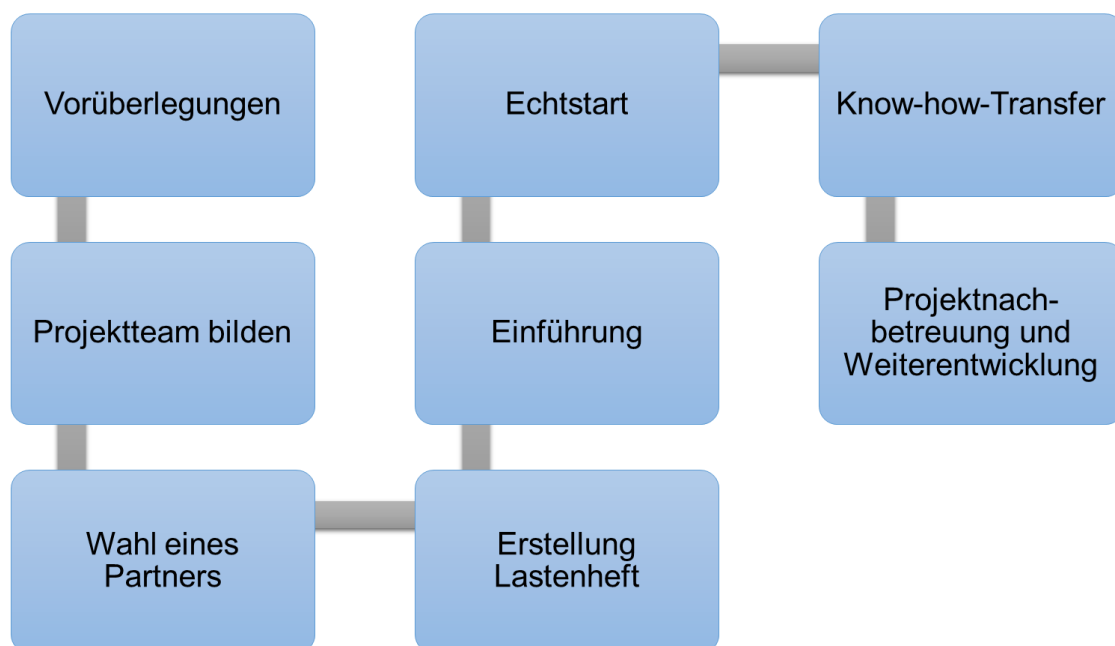 Vorüberlegungen
Projektteam bilden
Wahl eines
Partners
Erstellung
Lastenheft
Einführung
Echtstart
Know-how-Transfer
Projektnach-
betreuung und
Weiterentwicklung